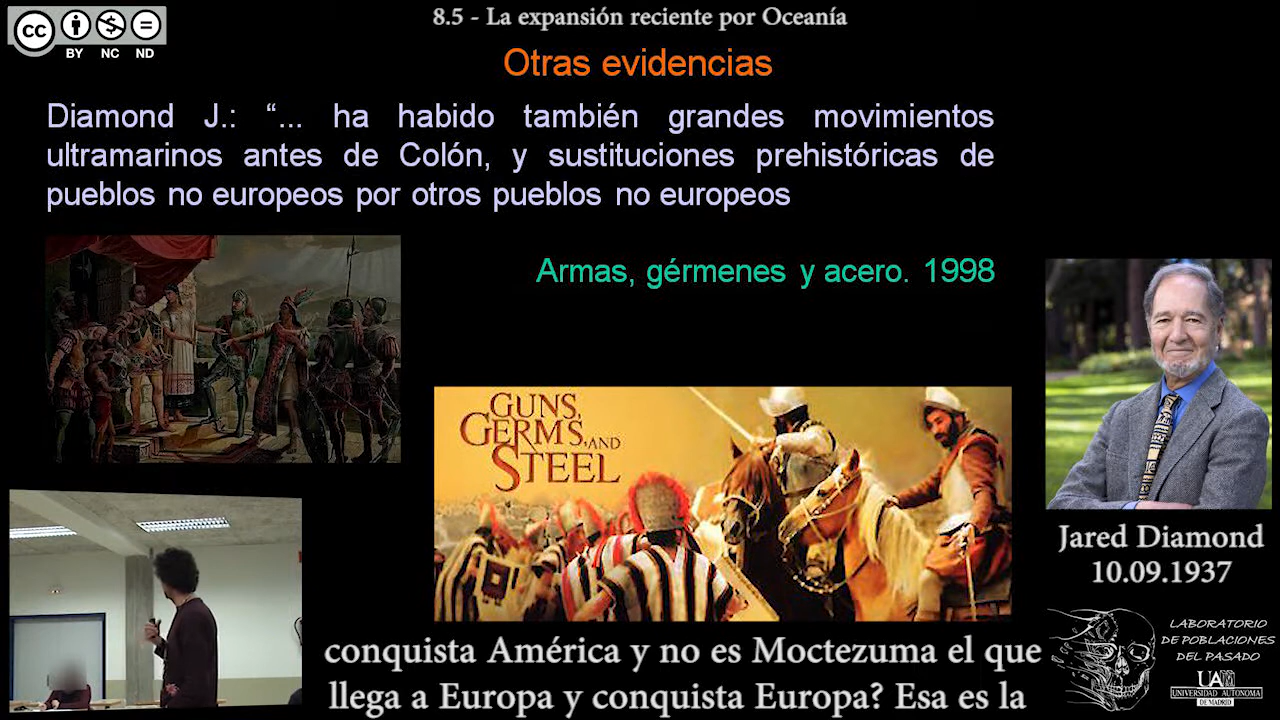 8.5 - La expansión reciente por Oceanía
cc
BY NC ND
Otras evidencias
Diamond J.: “... ha habido también grandes movimientos
ultramarinos antes de Colón, y sustituciones prehistóricas de
pueblos no europeos por otros pueblos no europeos
Armas, gérmenes y acero. 1998
GUNS,
GERMS, AND
STEEL
Jared Diamond
10.09.1937
LABORATORIO
DE POBLACIONES
DEL PASADO
UAM
UNIVERSIDAD AUTONOMA
DE MADRID
conquista América y no es Moctezuma el que
llega a Europa y conquista Europa? Esa es la